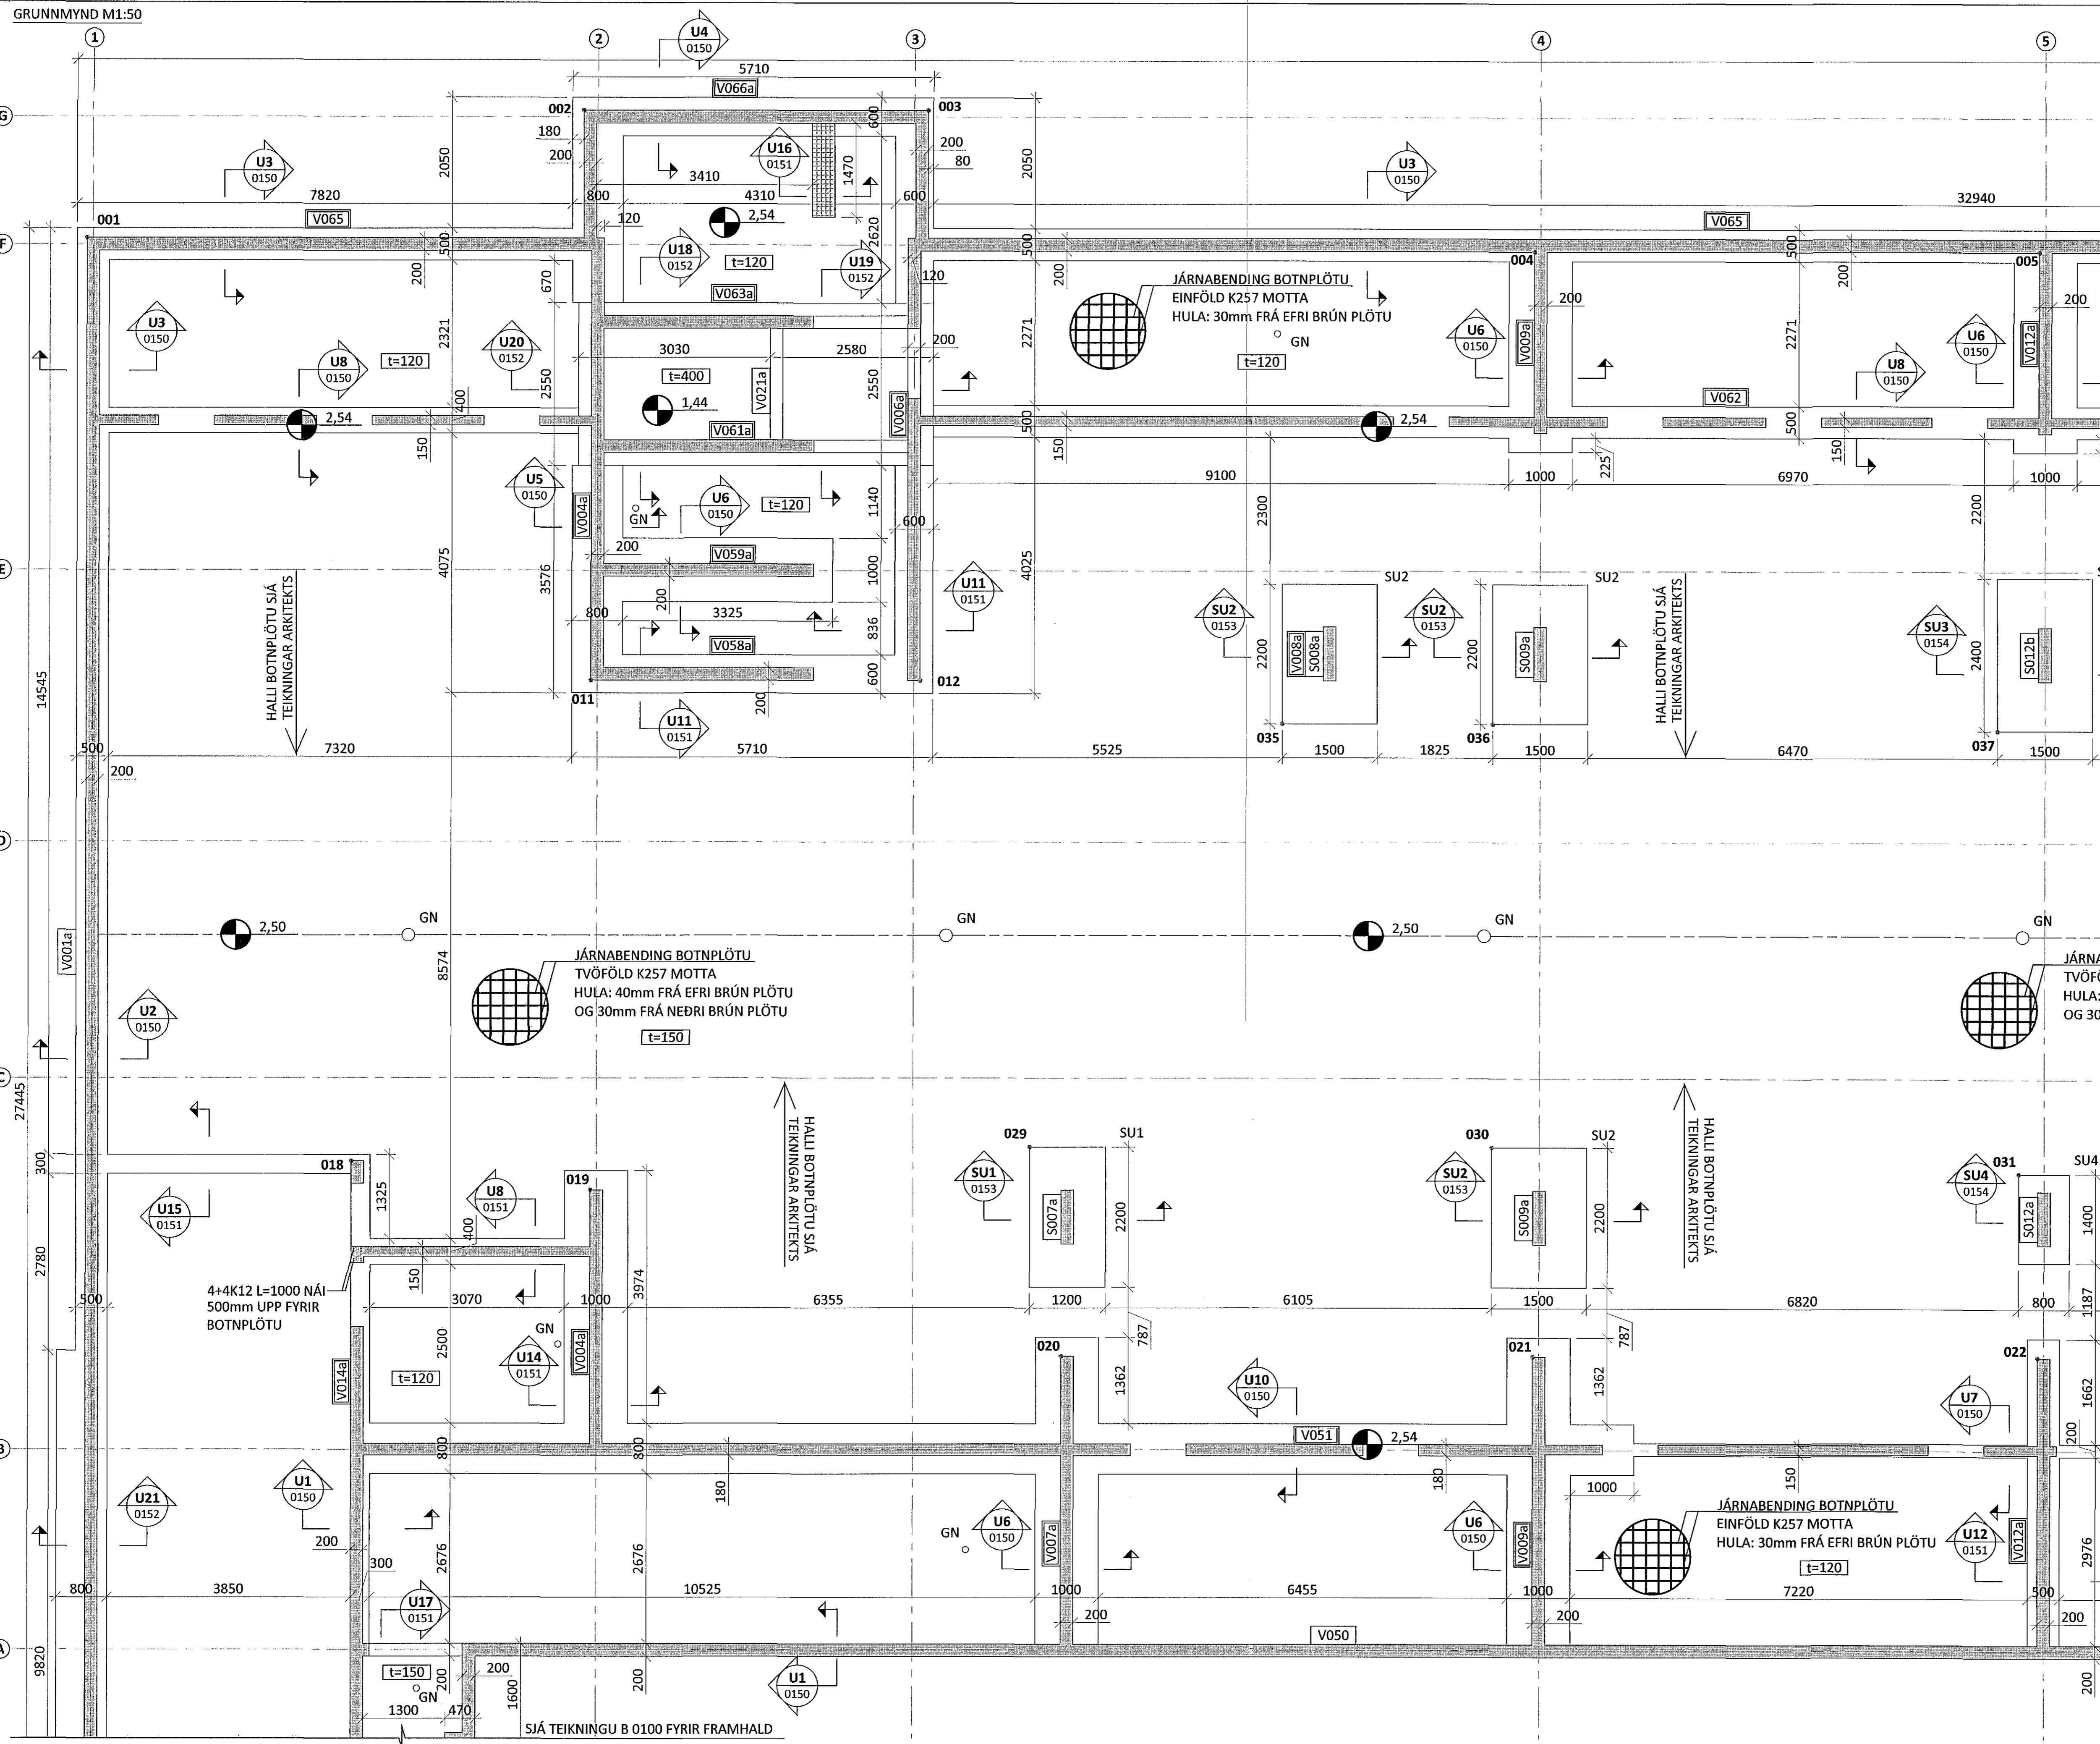 GRUNNMYND M1:50
1
2
3
4
5
U4
0150
5710
V066a
G
002
003
180
200
600
200
80
U3
0150
2050
U16
0151
1470
2050
U3
0150
3410
7820
800
4310
600
32940
001
V065
120
2,54
2620
V065
F
500
200
670
U18
0152
t=120
U19
0152
120
V063a
500
200
JÁRNABENDING BOTNPLÖTU
EINFÖLD K257 MOTTA
HULA: 30mm FRÁ EFRI BRÚN PLÖTU
GN
t=120
004
200
500
200
005
200
U3
0150
U8
0150
t=120
2321
U20
0152
2550
3030
2580
200
t=400
V021a
2550
V006a
2271
U6
0150
V009a
2271
U8
0150
U6
0150
V012a
V062
400
2,54
1,44
V061a
150
500
150
2,54
500
150
225
9100
1000
6970
1000
U5
0150
V004a
GN
U6
0150
t=120
1140
600
2300
2200
200
V059a
E
4075
3576
1000
4025
HALLI BOTNPLÖTU SJÁ
TEIKNINGAR ARKITEKTS
800
200
3325
836
U11
0151
V058a
600
200
011
012
U11
0151
SU2
0153
SU2
2200
V008a
S008a
SU2
0153
SU2
2200
S009a
HALLI BOTNPLÖTU SJÁ
TEIKNINGAR ARKITEKTS
SU3
0154
2400
S012b
035
036
037
14545
500
7320
5710
5525
1500
1825
1500
6470
1500
200
D
V001a
2,50
GN
GN
2,50
GN
GN
8574
JÁRNABENDING BOTNPLÖTU
TVÖFÖLD K257 MOTTA
HULA: 40mm FRÁ EFRI BRÚN PLÖTU
OG 30mm FRÁ NEÐRI BRÚN PLÖTU
t=150
JÁRNA
TVÖFÖ
HULA:
OG 30
U2
0150
C
27445
300
018
1325
HALLI BOTNPLÖTU SJÁ
TEIKNINGAR ARKITEKTS
029
SU1
SU1
0153
S007a
2200
030
SU2
SU2
0153
S009a
2200
HALLI BOTNPLÖTU SJÁ
TEIKNINGAR ARKITEKTS
031
SU4
SU4
0154
S012a
1400
U15
0151
019
U8
0151
400
150
2780
4+4K12 L=1000 NÁI
500mm UPP FYRIR
BOTNPLÖTU
500
3070
1000
3974
6355
1200
6105
1500
6820
800
1187
787
787
2500
GN
U14
0151
V004a
V014a
t=120
020
1362
U10
0150
021
1362
022
U7
0150
1662
B
800
800
V051
2,54
200
180
180
150
U21
0152
U1
0150
200
300
2676
2676
GN
U6
0150
V007a
U6
0150
V009a
1000
JÁRNABENDING BOTNPLÖTU
EINFÖLD K257 MOTTA
HULA: 30mm FRÁ EFRI BRÚN PLÖTU
t=120
U12
0151
V012a
2976
800
3850
10525
1000
6455
1000
7220
500
U17
0151
200
200
200
A
V050
9820
t=150
GN
200
200
1600
1300
470
200
U1
0150
200
SJÁ TEIKNINGU B 0100 FYRIR FRAMHALD